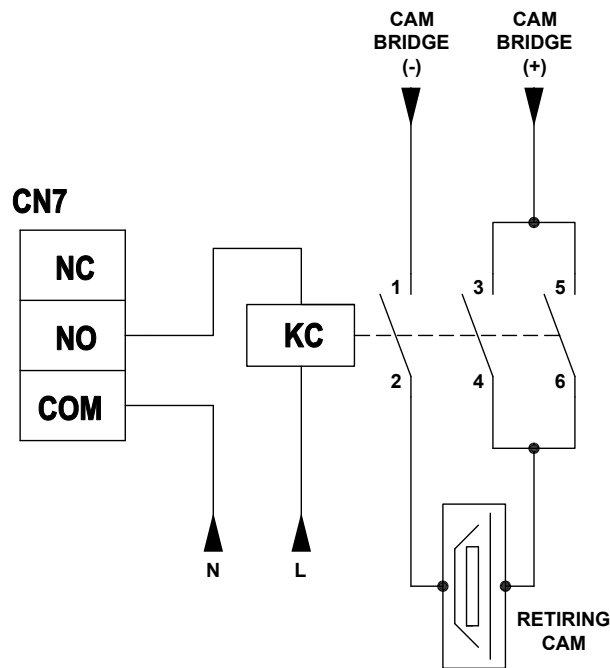 CAM
BRIDGE
(-)
CAM
BRIDGE
(+)
CN7
NC
NO
COM
KC
1
3
5
2
4
6
N
L
RETIRING
CAM